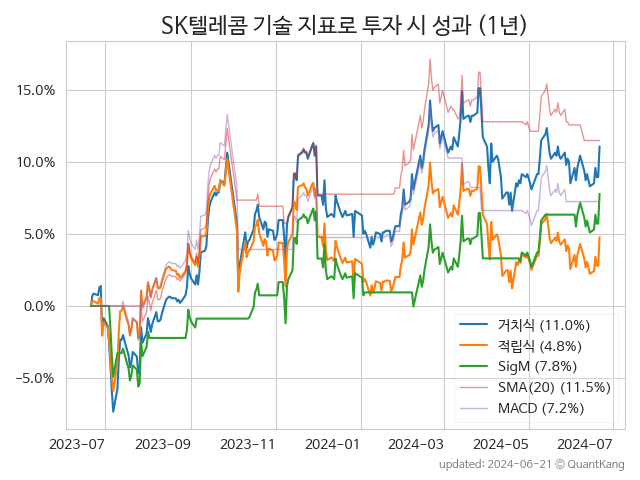 SK텔레콤 기술 지표로 투자 시 성과 (1년)
15.0%
10.0%
5.0%
0.0%
−5.0%
거치식 (11.0%)
적립식 (4.8%)
SigM (7.8%)
SMA(20) (11.5%)
MACD (7.2%)
2023-07 2023-09 2023-11 2024-01 2024-03 2024-05 2024-07
updated: 2024-06-21 © QuantKang